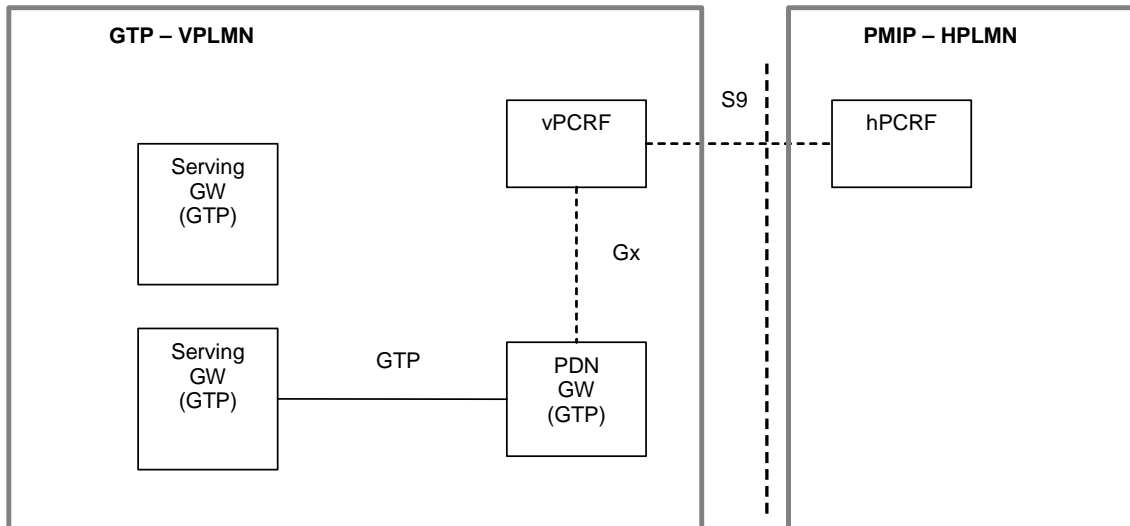 GTP – VPLMN
PMIP – HPLMN
S9
vPCRF
hPCRF
Serving
GW
(GTP)
Gx
Serving
GW
(GTP)
GTP
PDN
GW
(GTP)